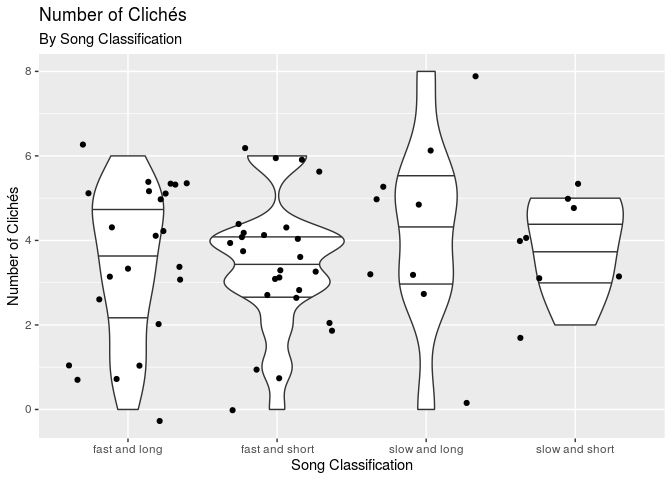 Number of Clichés
By Song Classification
Number of Clichés
8
6
4
2
0
fast and long
fast and short
slow and long
slow and short
Song Classification